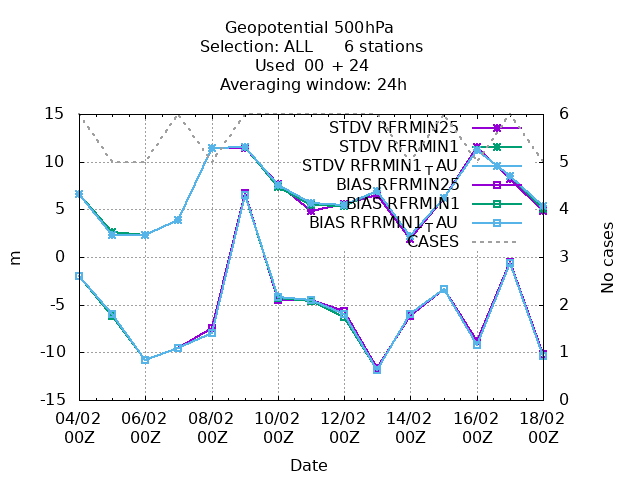 Geopotential 500hPa
Selection: ALL      6 stations
Used  00 + 24
Averaging window: 24h
15 6
STDV RFRMIN25
STDV RFRMIN1
10 5
STDV RFRMIN1_TAU
BIAS RFRMIN25
5 4
BIAS RFRMIN1
BIAS RFRMIN1_TAU
CASES
0 3
m
No cases
-5 2
-10 1
-15 0
04/02 06/02 08/02 10/02 12/02 14/02 16/02 18/02
00Z 00Z 00Z 00Z 00Z 00Z 00Z 00Z
Date